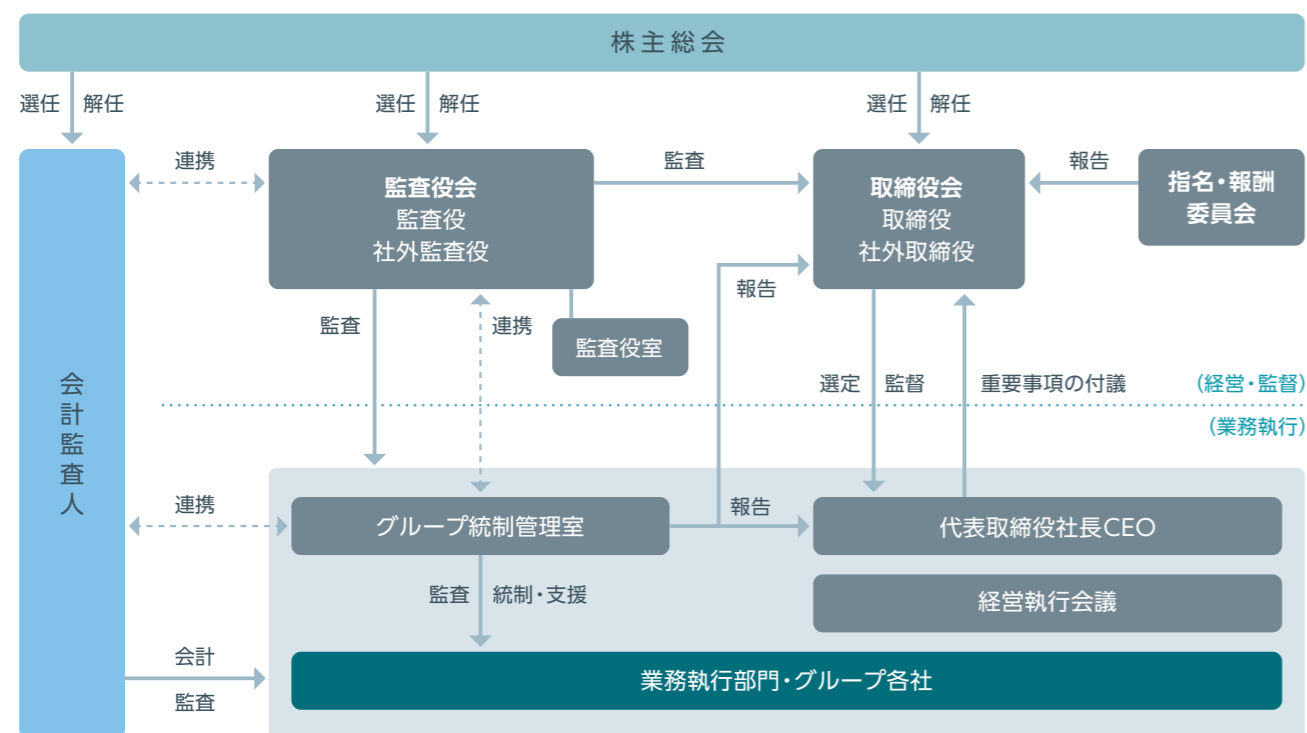 株主総会
選任 解任
選任 解任
選任 解任
連携
監査役会
監査役
社外監査役
監査
取締役会
取締役
社外取締役
報告
指名・報酬
委員会
監査
連携
監査役室
報告
選定 監督
重要事項の付議
(経営・監督)
(業務執行)
会計監査人
連携
グループ統制管理室
報告
代表取締役社長CEO
監査 統制・支援
経営執行会議
会計
監査
業務執行部門・グループ各社